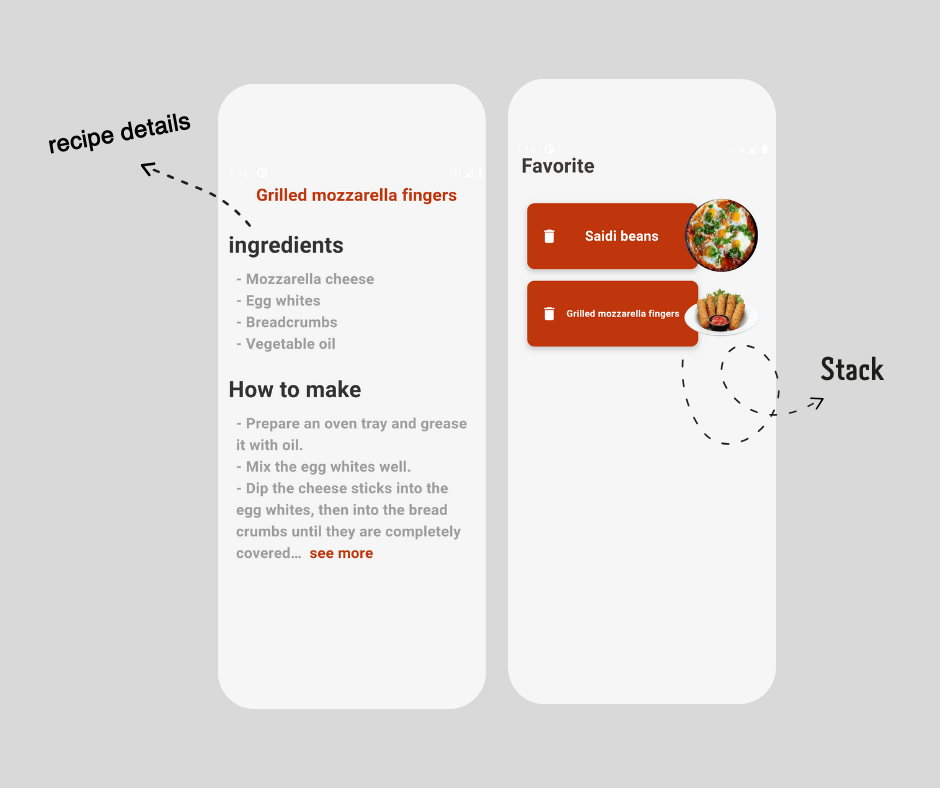 recipe details
Grilled mozzarella fingers
ingredients
- Mozzarella cheese
- Egg whites
- Breadcrumbs
- Vegetable oil
How to make
- Prepare an oven tray and grease
it with oil.
- Mix the egg whites well.
- Dip the cheese sticks into the
egg whites, then into the bread
crumbs until they are completely
covered... see more
Favorite
Saidi beans
Grilled mozzarella fingers
Stack